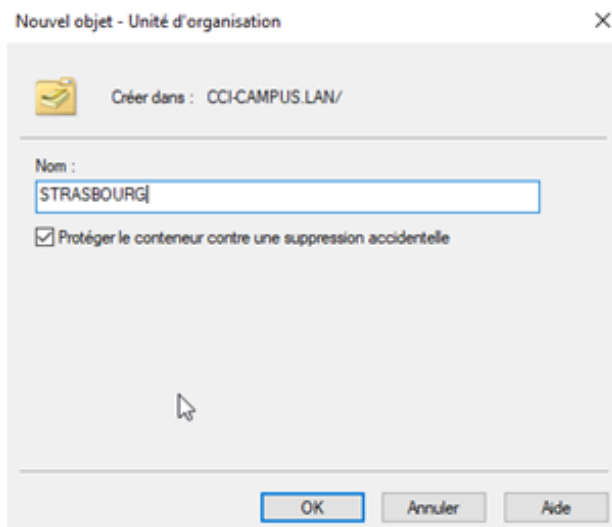 Nouvel objet - Unité d'organisation
Créer dans : CCI-CAMPUS.LAN/
Nom :
STRASBOURG
Protéger le conteneur contre une suppression accidentelle
OK Annuler Aide